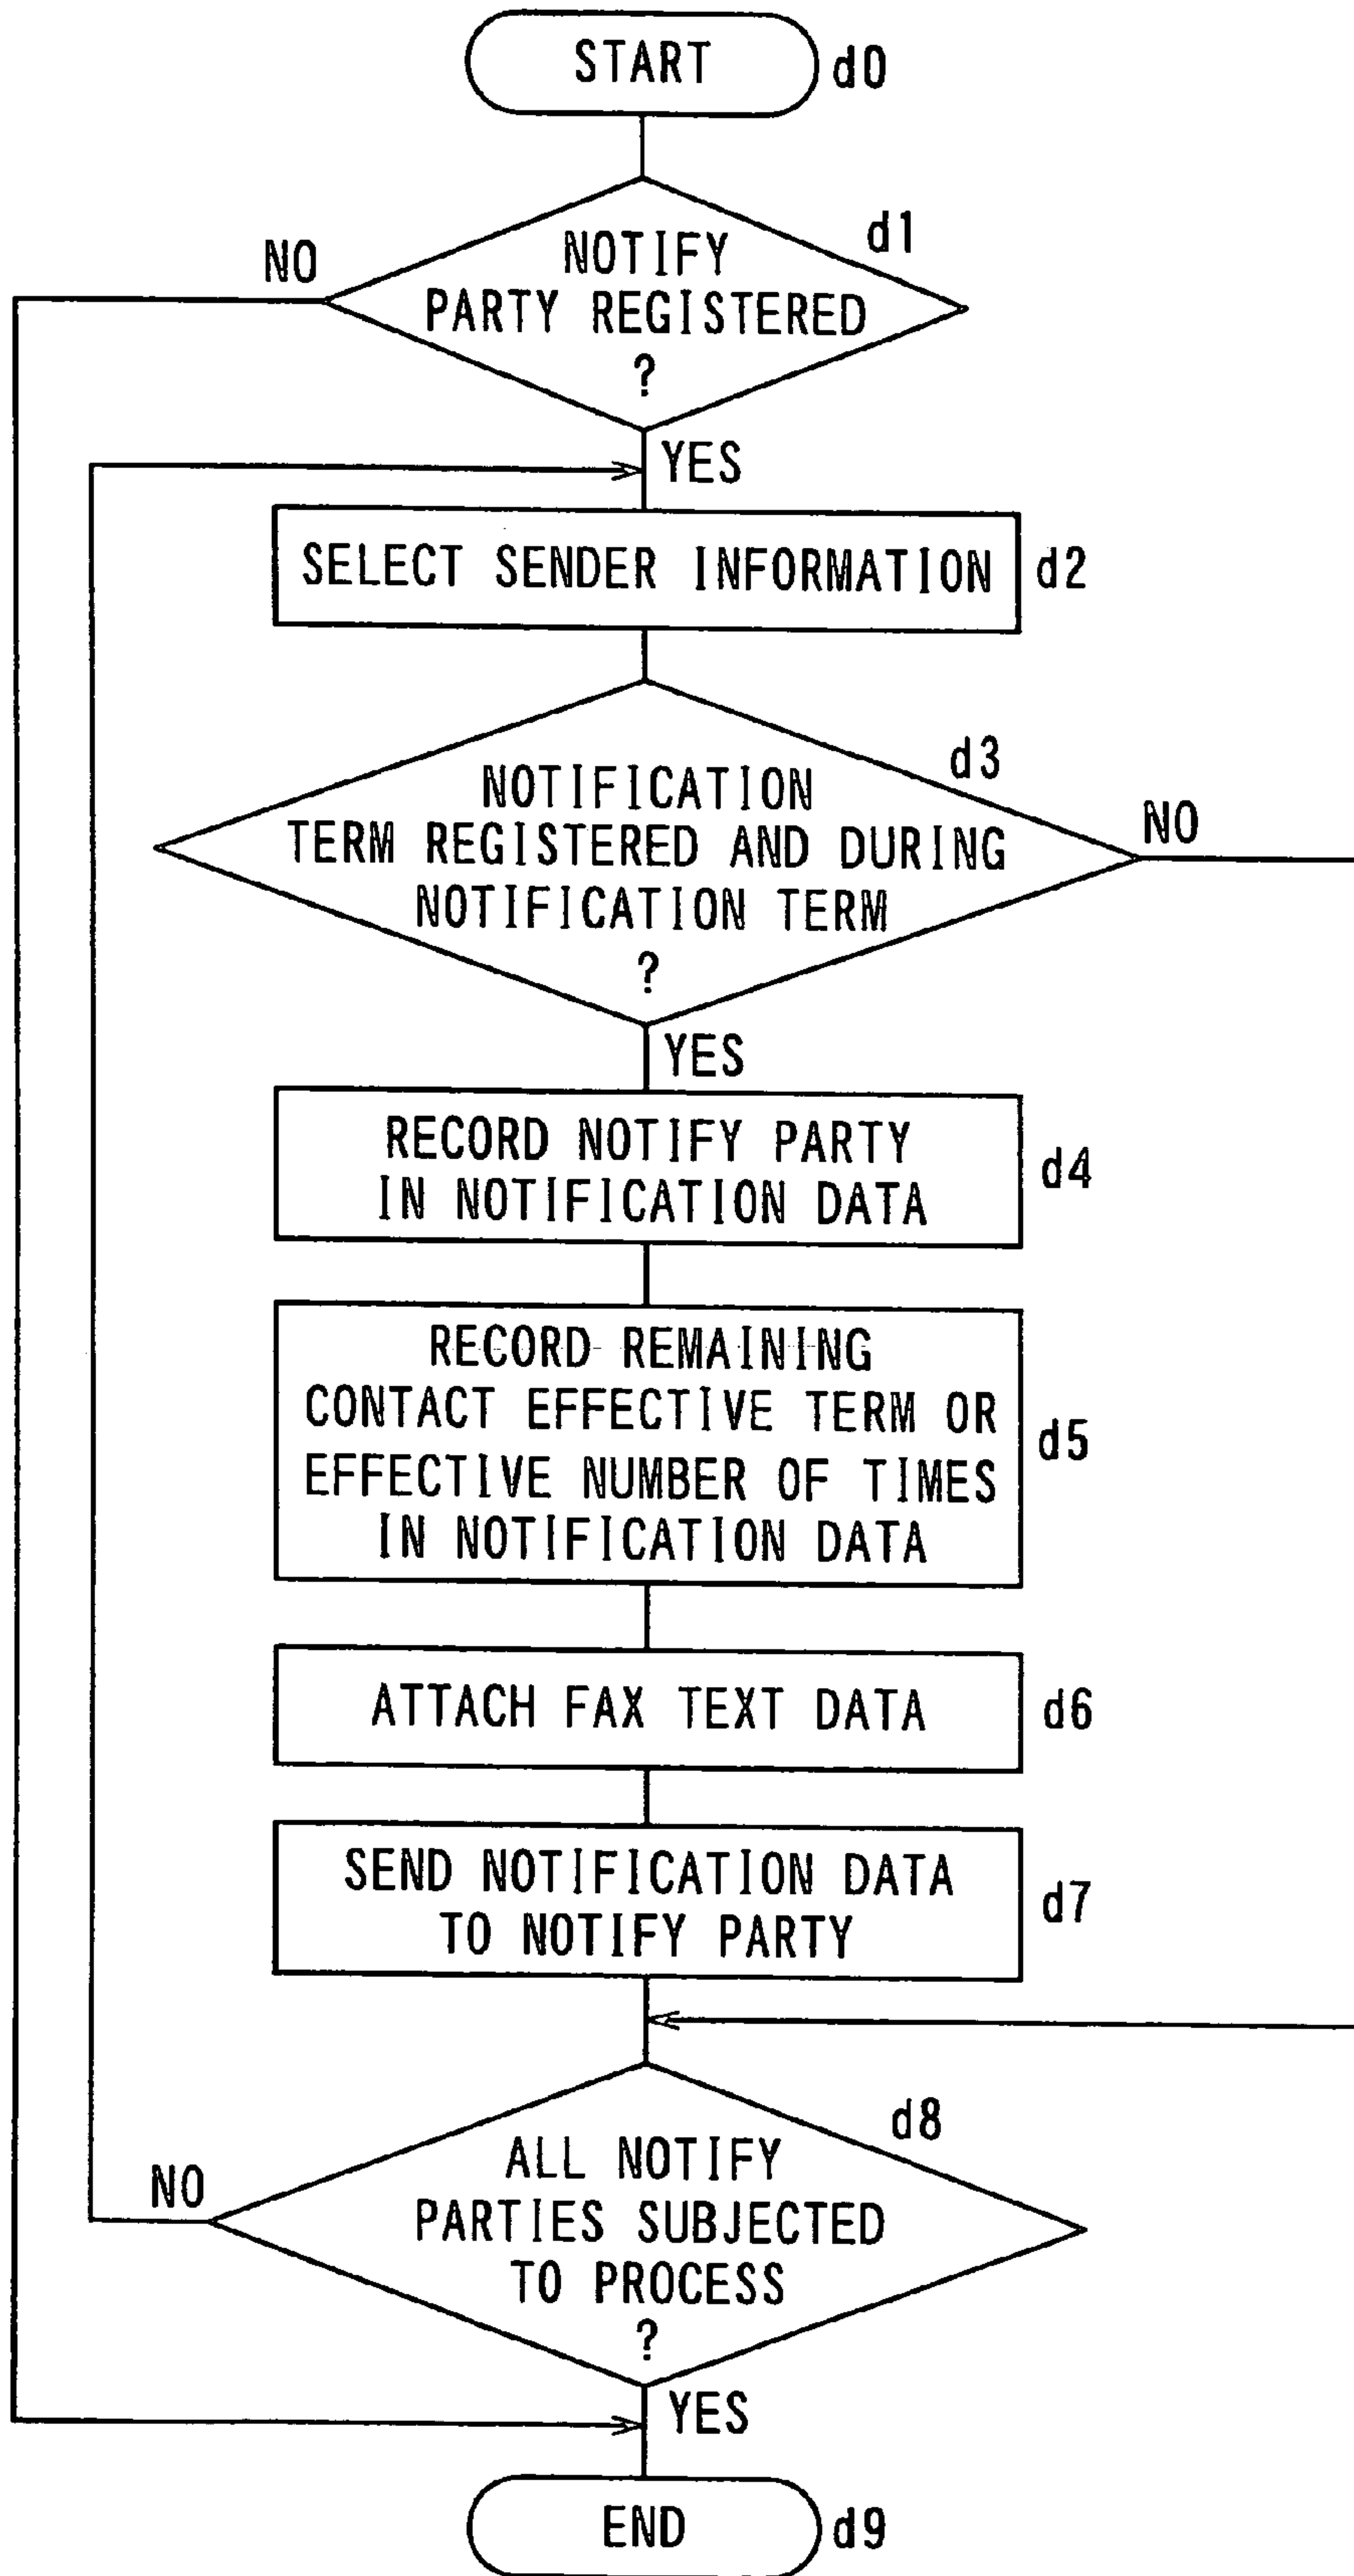 START d0
d1
NO
NOTIFY
PARTY REGISTERED
?
YES
SELECT SENDER INFORMATION d2
d3
NOTIFICATION
NO
TERM REGISTERED AND DURING
NOTIFICATION TERM
?
YES
RECORD NOTIFY PARTY
IN NOTIFICATION DATA
d4
RECORD REMAINING
CONTACT EFFECTIVE TERM OR
EFFECTIVE NUMBER OF TIMES
IN NOTIFICATION DATA
d5
ATTACH FAX TEXT DATA d6
SEND NOTIFICATION DATA
TO NOTIFY PARTY
d7
d8
ALL NOTIFY
NO
PARTIES SUBJECTED
TO PROCESS
?
YES
END d9